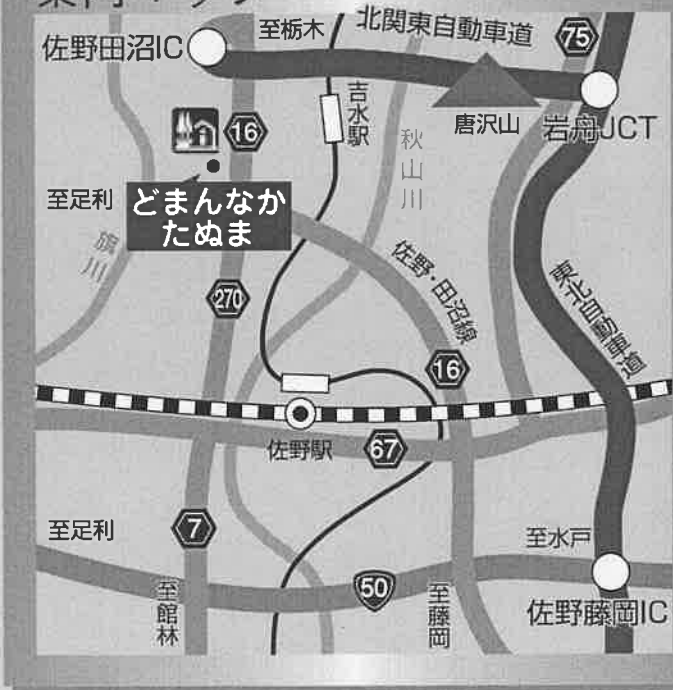 至栃木
北関東自動車道
75
佐野田沼IC
吉水駅
唐沢山
岩舟JCT
16
秋山川
至足利
どまんなか
たぬま
旗川
佐野・田沼線
東北自動車道
270
16
佐野駅
67
至足利
7
至水戸
至館林
50
至藤岡
佐野藤岡IC